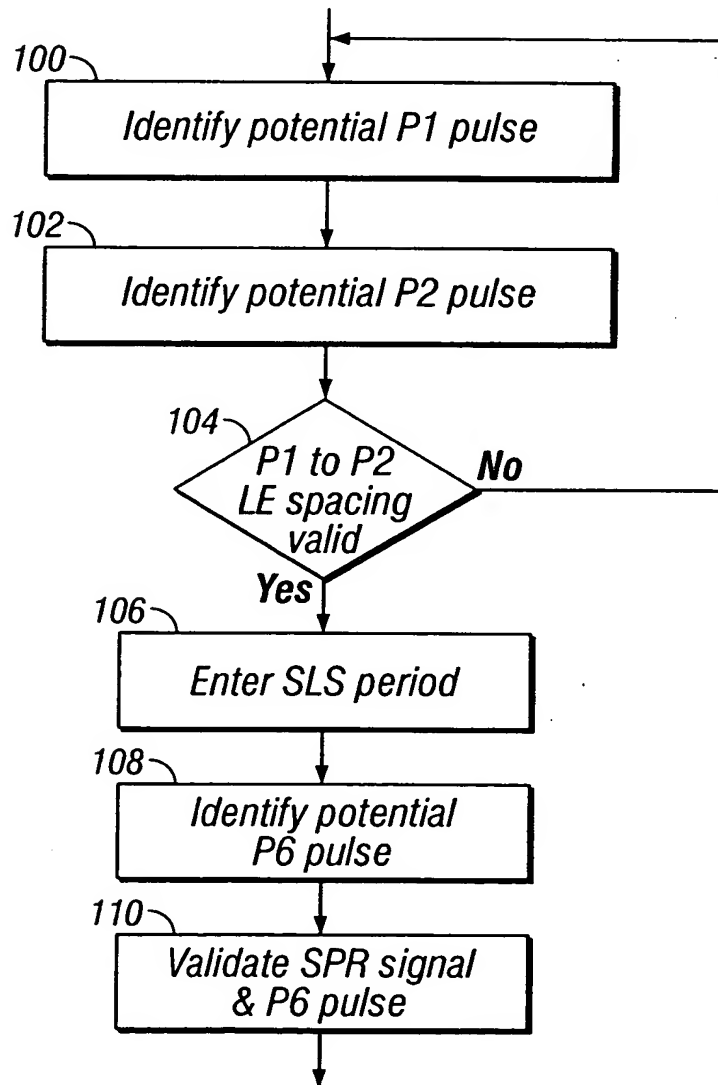 100
Identify potential P1 pulse
102
Identify potential P2 pulse
104
P1 to P2
LE spacing
valid
No
Yes
106
Enter SLS period
108
Identify potential
P6 pulse
110
Validate SPR signal
& P6 pulse